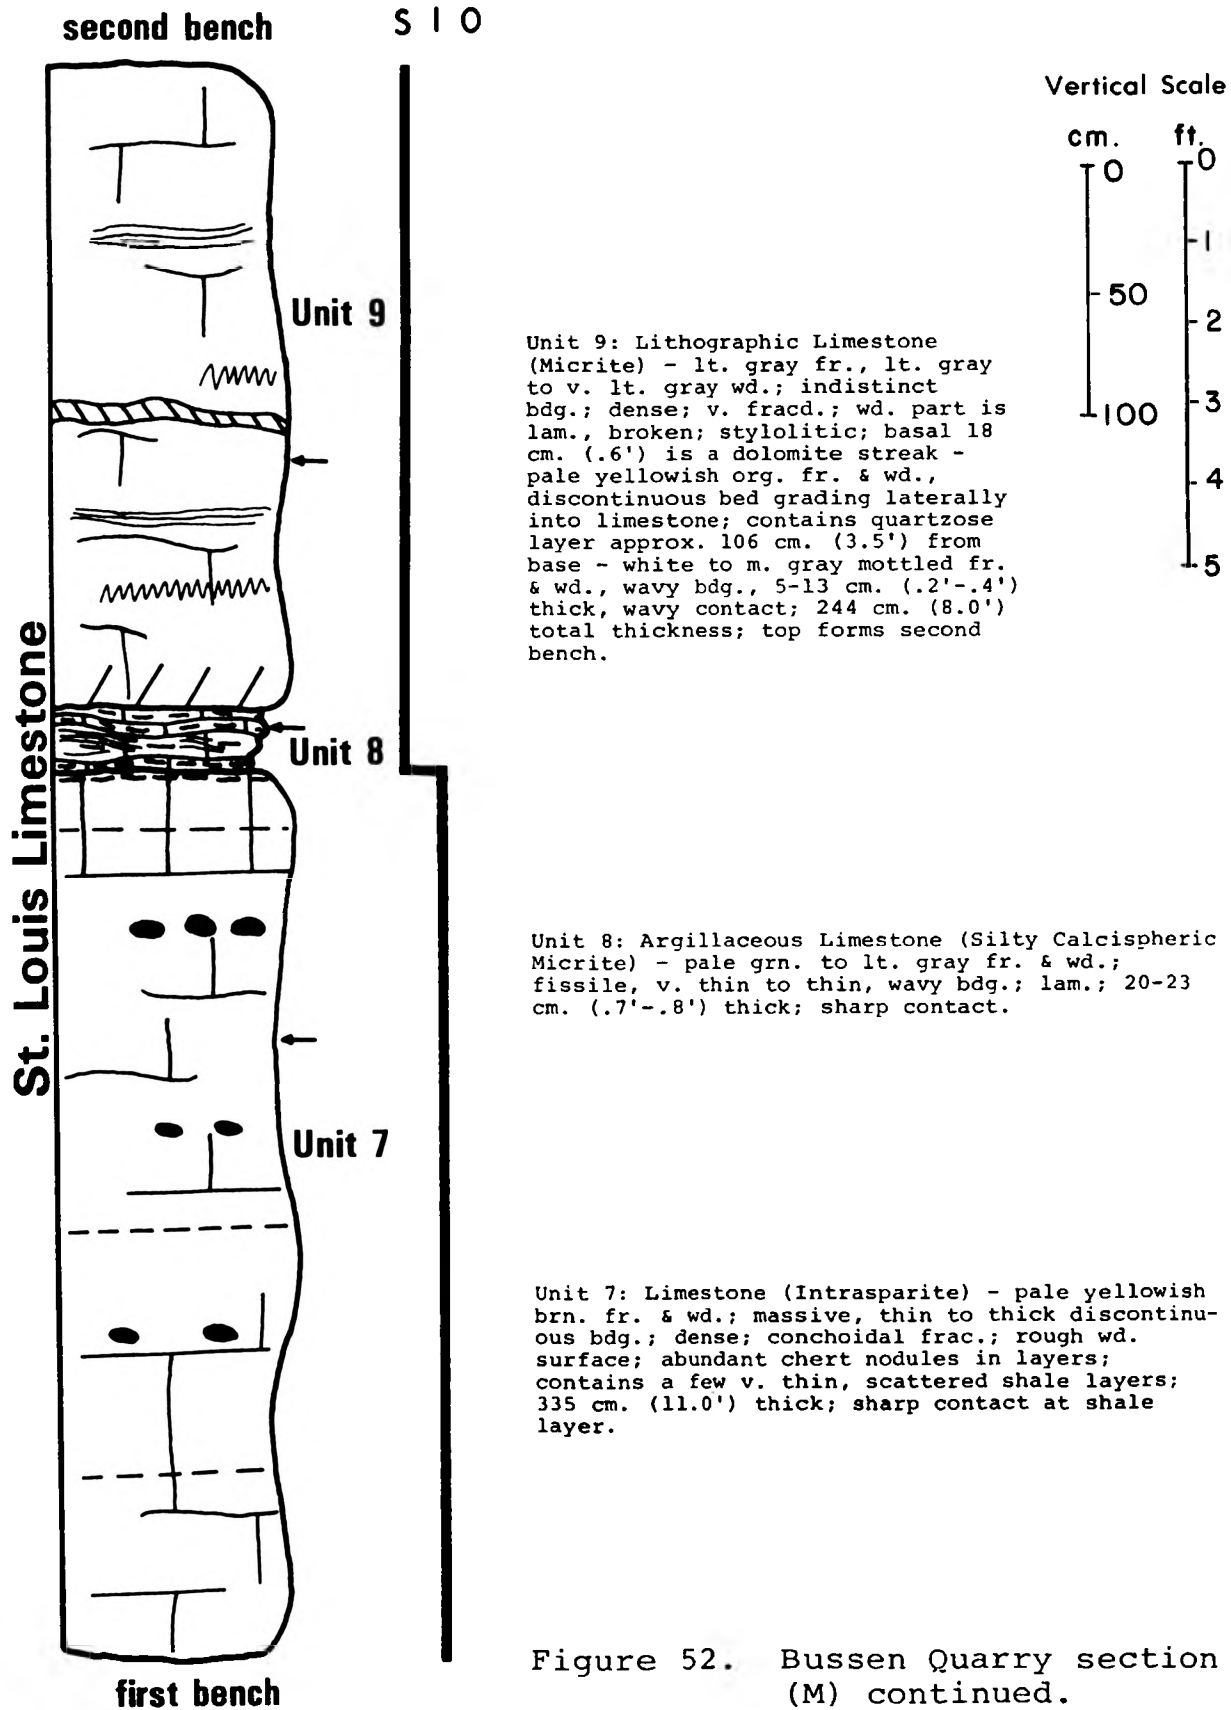 second bench
S I O
Vertical Scale
cm. ft.
0 0
1
50
2
3
100
4
5
Unit 9
Unit 9: Lithographic Limestone
(Micrite) - lt. gray fr., lt. gray
to v. lt. gray wd.; indistinct
bdg.; dense; v. fracd.; wd. part is
lam., broken; stylolitic; basal 18
cm. (.6') is a dolomite streak -
pale yellowish org. fr. & wd.,
discontinuous bed grading laterally
into limestone; contains quartzose
layer approx. 106 cm. (3.5') from
base - white to m. gray mottled fr.
& wd., wavy bdg., 5-13 cm. (.2'-.4')
thick, wavy contact; 244 cm. (8.0')
total thickness; top forms second
bench.
St. Louis Limestone
Unit 8
Unit 8: Argillaceous Limestone (Silty Calcispheric
Micrite) - pale grn. to lt. gray fr. & wd.;
fissile, v. thin to thin, wavy bdg.; lam.; 20-23
cm. (.7'-.8') thick; sharp contact.
Unit 7
Unit 7: Limestone (Intrasparite) - pale yellowish
brn. fr. & wd.; massive, thin to thick discontinu-
ous bdg.; dense; conchoidal frac.; rough wd.
surface; abundant chert nodules in layers;
contains a few v. thin, scattered shale layers;
335 cm. (11.0') thick; sharp contact at shale
layer.
first bench
Figure 52. Bussen Quarry section
(M) continued.